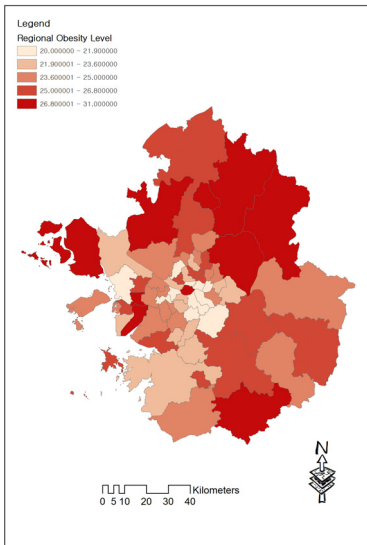 Legend
Regional Obesity Level
20.000000 - 21.900000
21.900001 - 23.600000
23.600001 - 25.000000
25.000001 - 26.800000
26.800001 - 31.000000
N
Kilometers
0 5 10 20 30 40